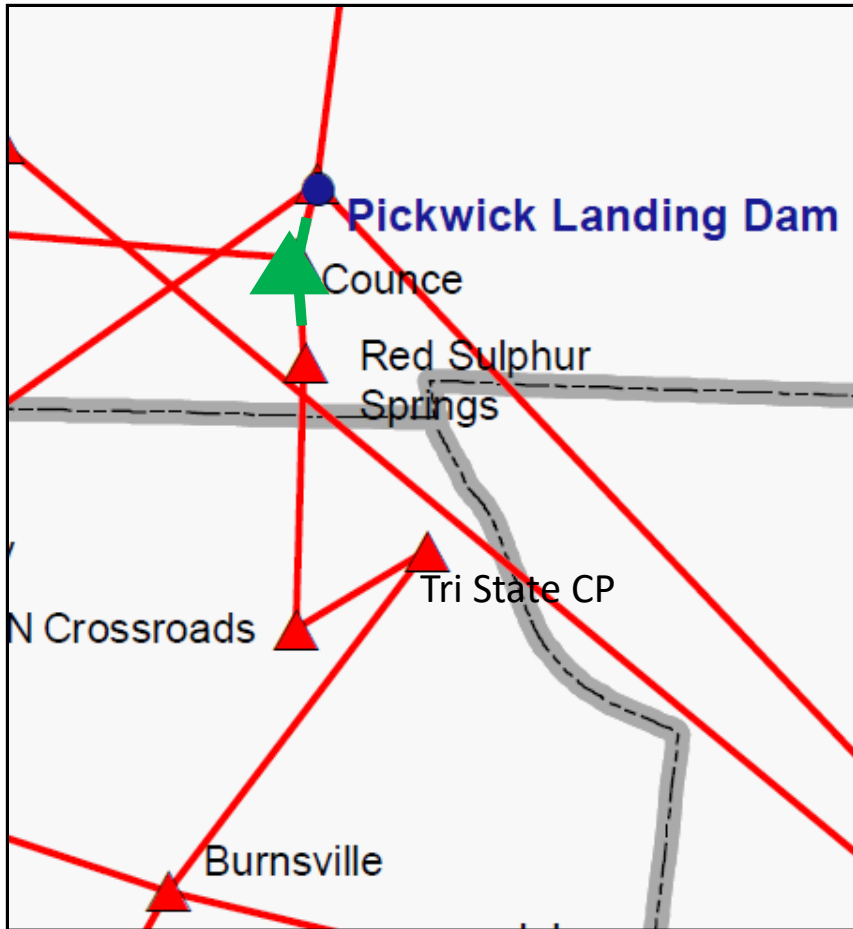 Pickwick Landing Dam
Counce
Red Sulphur
Springs
Tri State CP
N Crossroads
Burnsville